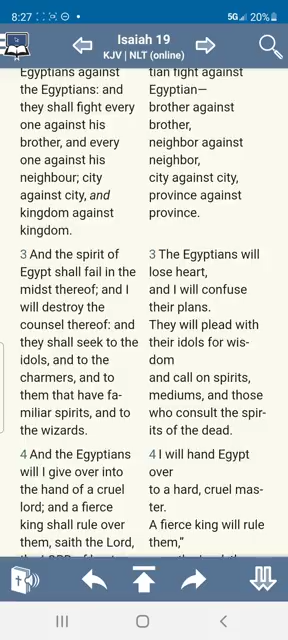 8:27
5G 20%
Isaiah 19
KJV | NLT (online)
Egyptians against
the Egyptians: and
they shall fight every
one against his
brother, and every
one against his
neighbour; city
against city, and
kingdom against
kingdom.
3 And the spirit of
Egypt shall fail in the
midst thereof; and I
will destroy the
counsel thereof: and
they shall seek to the
idols, and to the
charmers, and to
them that have fa-
miliar spirits, and to
the wizards.
4 And the Egyptians
will I give over into
the hand of a cruel
lord; and a fierce
king shall rule over
them, saith the Lord,
tian fight against
Egyptian—
brother against
brother,
neighbor against
neighbor,
city against city,
province against
province.
3 The Egyptians will
lose heart,
and I will confuse
their plans.
They will plead with
their idols for wis-
dom
and call on spirits,
mediums, and those
who consult the spir-
its of the dead.
4 I will hand Egypt
over
to a hard, cruel mas-
ter.
A fierce king will rule
them,”